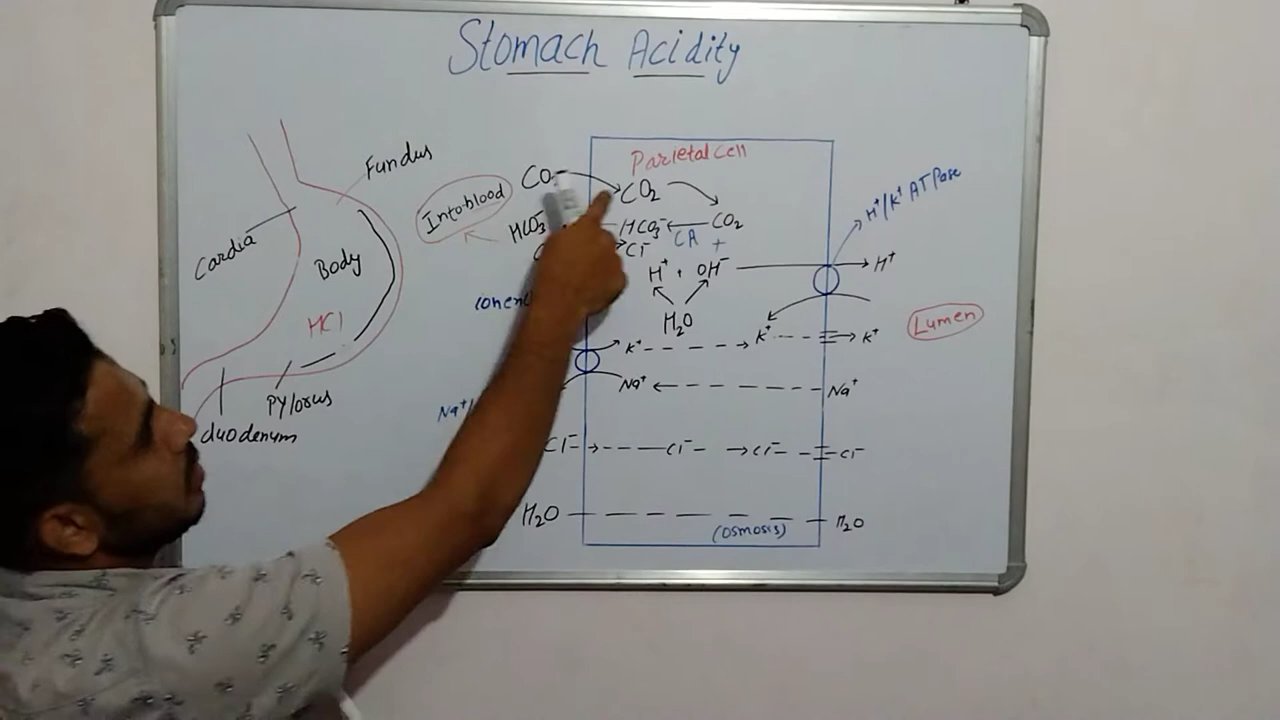 Stomach Acidity
Fundus
Cardia
Body
HCl
Pylorus
duodenum
Into blood
Parietal cell
CO
CO₂
HCO₃⁻
HCO₃⁻
CO₂
CA
+
Cl⁻
H⁺ + OH⁻
H₂O
H⁺/K⁺ ATPase
H⁺
Lumen
K⁺
K⁺
K⁺
Na⁺
Na⁺
Na⁺/
Cl⁻
Cl⁻
Cl⁻
Cl⁻
H₂O
(osmosis)
H₂O